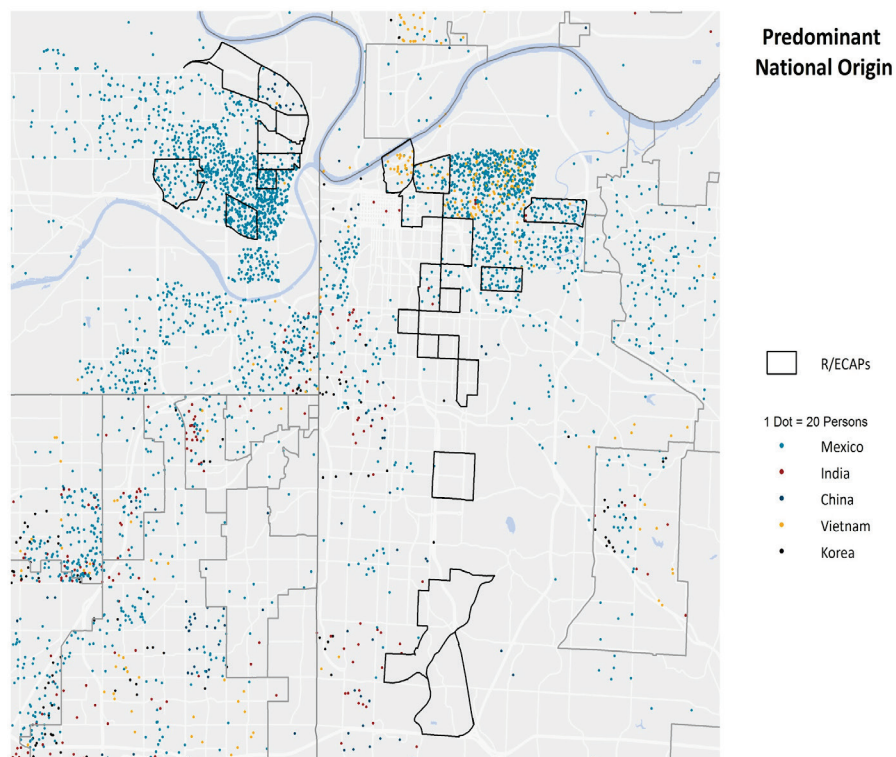 Predominant
National Origin
R/ECAPs
1 Dot = 20 Persons
Mexico
India
China
Vietnam
Korea